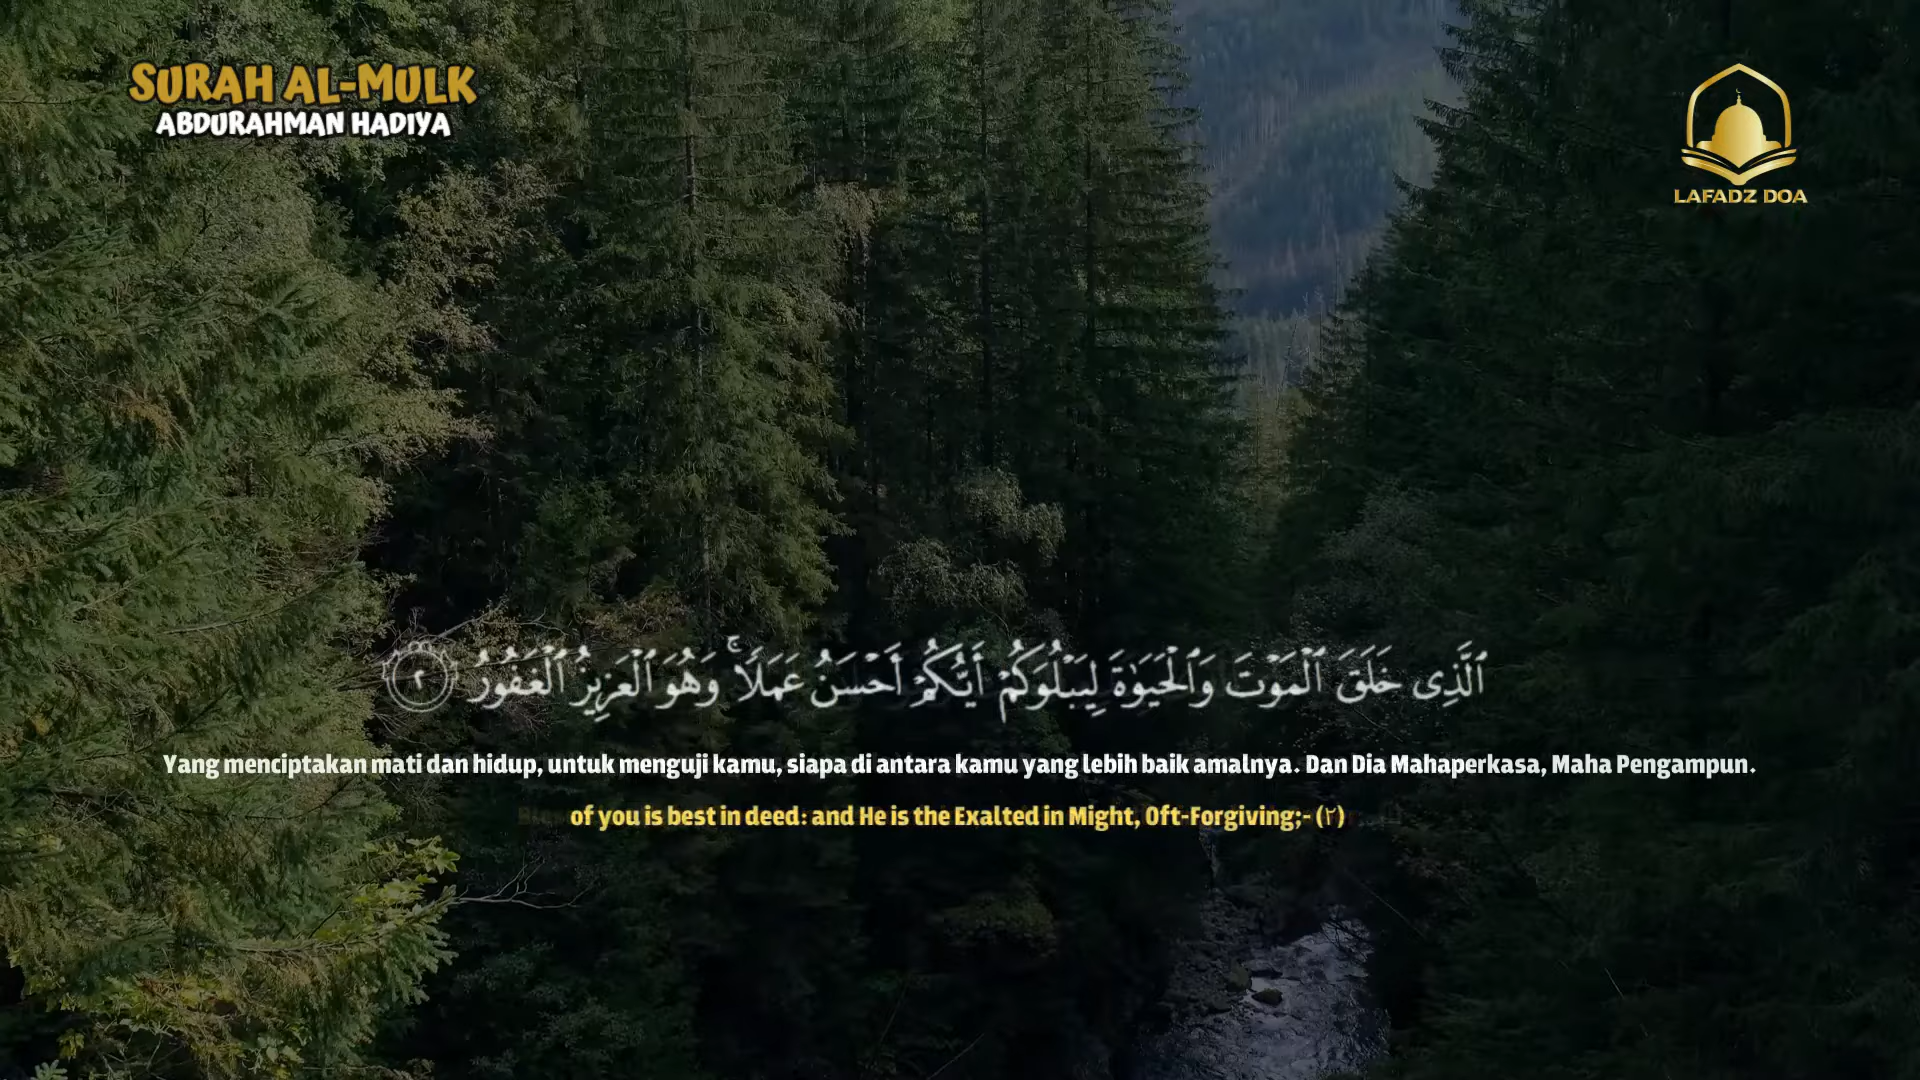 SURAH AL-MULK
ABDURAHMAN HADIYA
LAFADZ DOA
ٱلَّذِى خَلَقَ ٱلْمَوْتَ وَٱلْحَيَوٰةَ لِيَبْلُوَكُمْ أَيُّكُمْ أَحْسَنُ عَمَلًا ۚ وَهُوَ ٱلْعَزِيزُ ٱلْغَفُورُ ٢
Yang menciptakan mati dan hidup, untuk menguji kamu, siapa di antara kamu yang lebih baik amalnya. Dan Dia Mahaperkasa, Maha Pengampun.
of you is best in deed: and He is the Exalted in Might, Oft-Forgiving;- (٢)